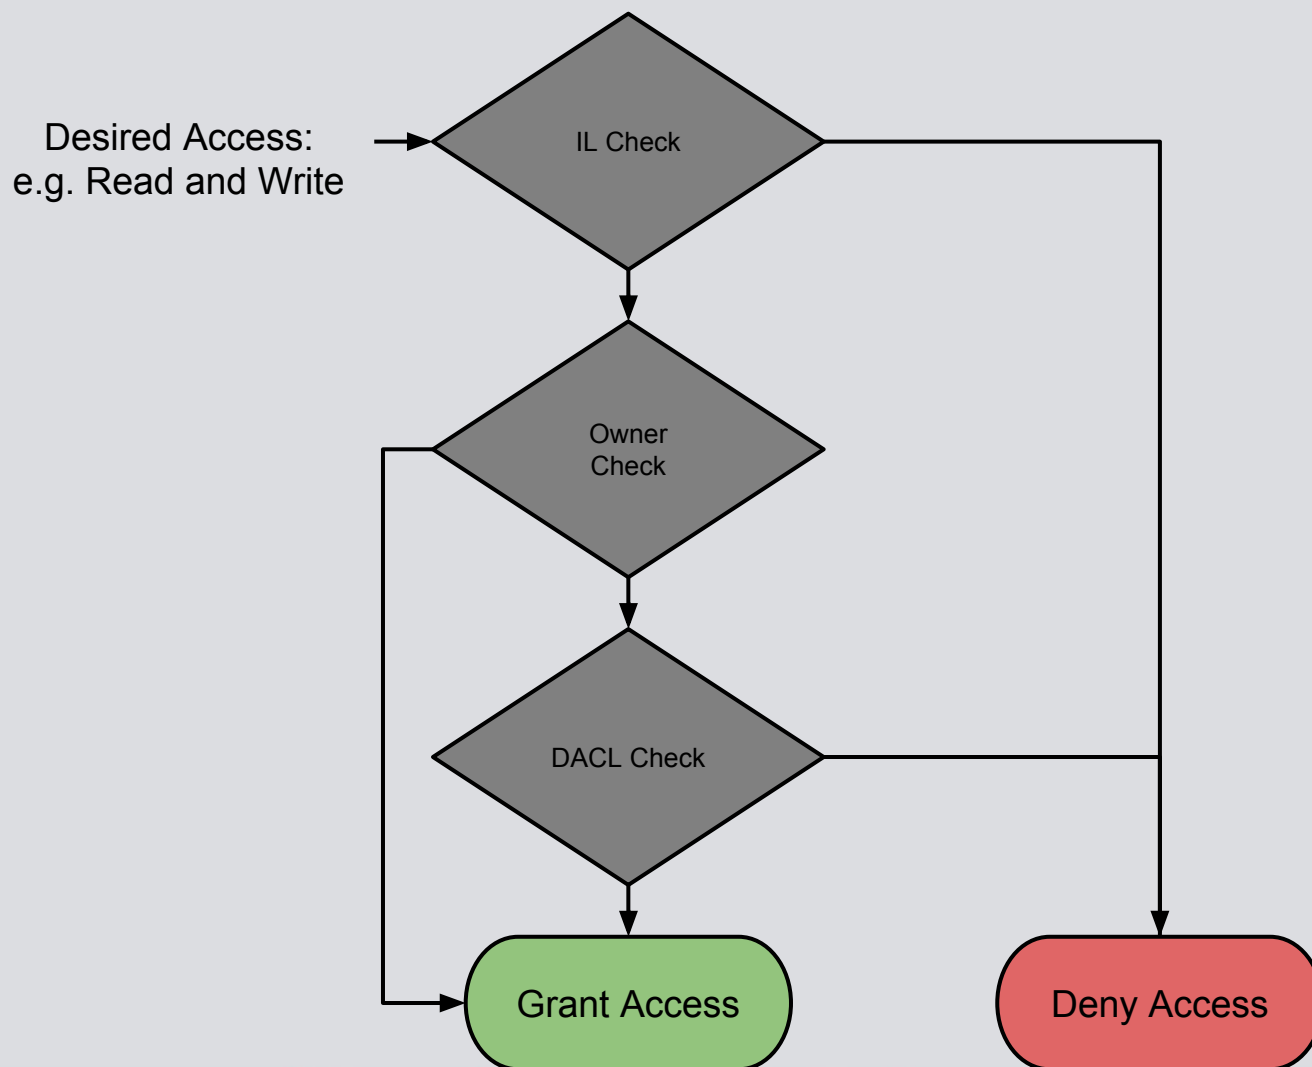 Desired Access:
e.g. Read and Write
IL Check
Owner
Check
DACL Check
Grant Access
Deny Access